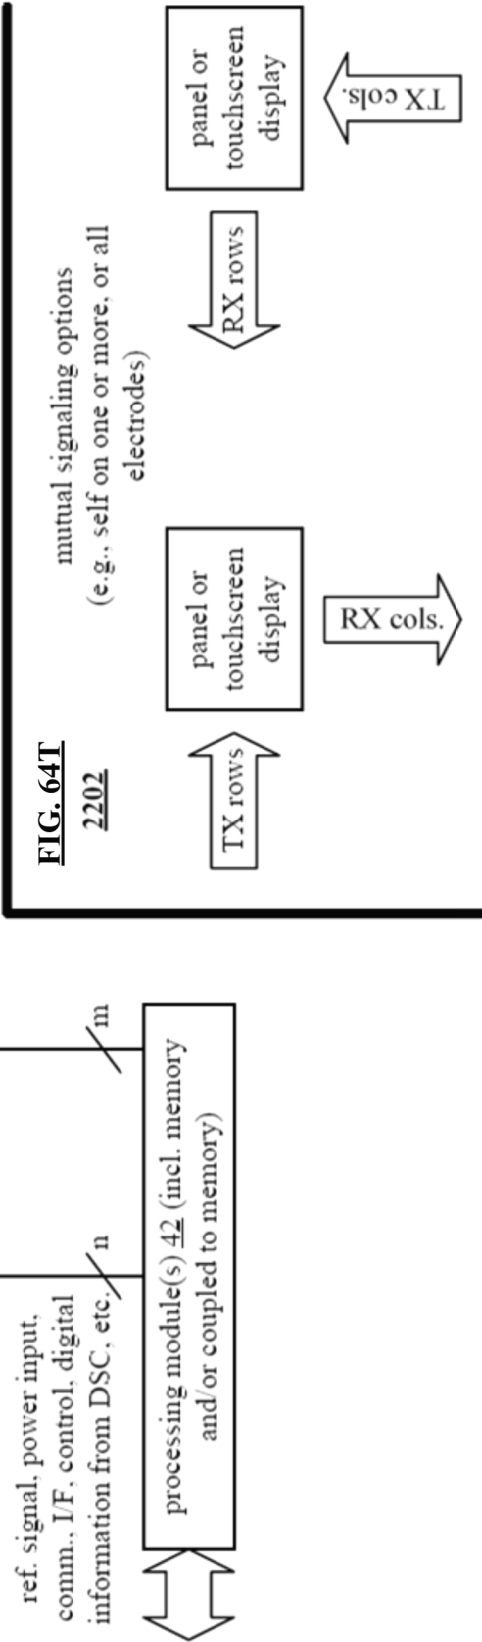 ref. signal, power input,
comm., I/F, control, digital
information from DSC, etc.
n
m
processing module(s) 42 (incl. memory
and/or coupled to memory)
FIG. 64T
2202
mutual signaling options
(e.g., self on one or more, or all
electrodes)
TX rows
panel or
touchscreen
display
RX cols.
RX rows
panel or
touchscreen
display
TX cols.